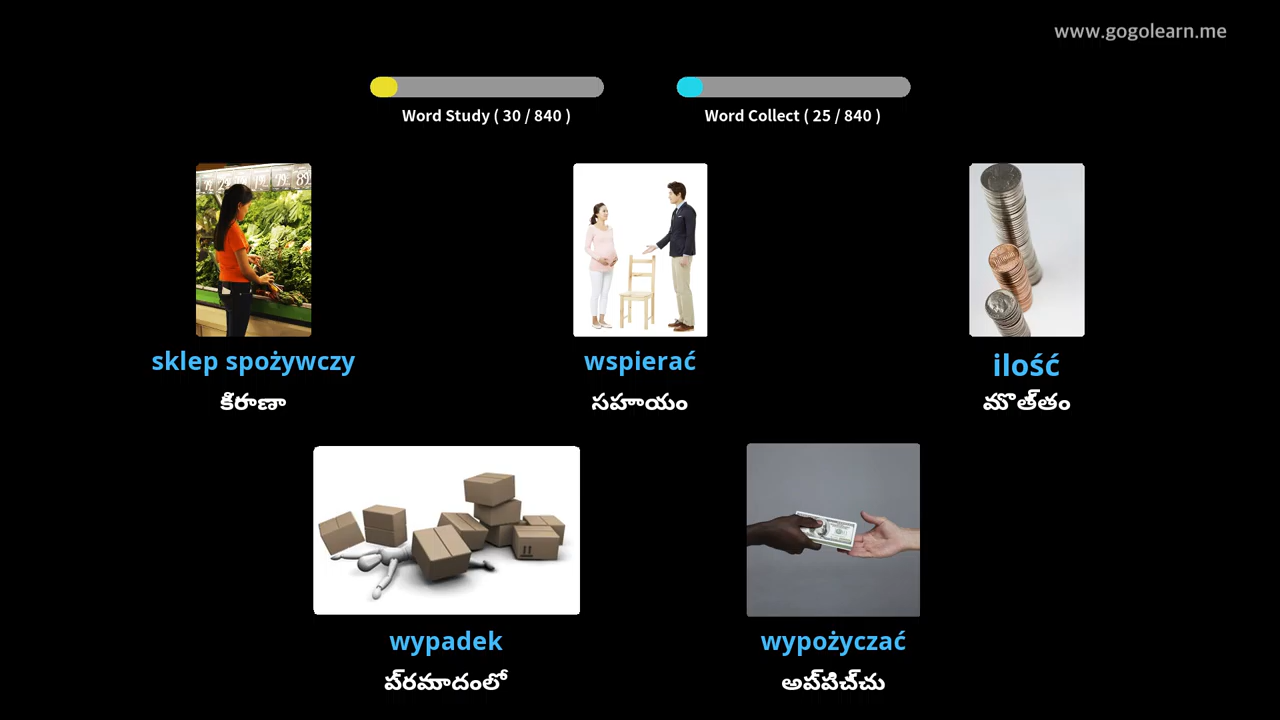 www.gogolearn.me
Word Study ( 30 / 840 )
Word Collect ( 25 / 840 )
sklep spożywczy
wspierać
ilość
కిరాణా
సహాయం
మొత్తం
wypadek
wypożyczać
ప్రమాదంలో
అప్పిచ్చు